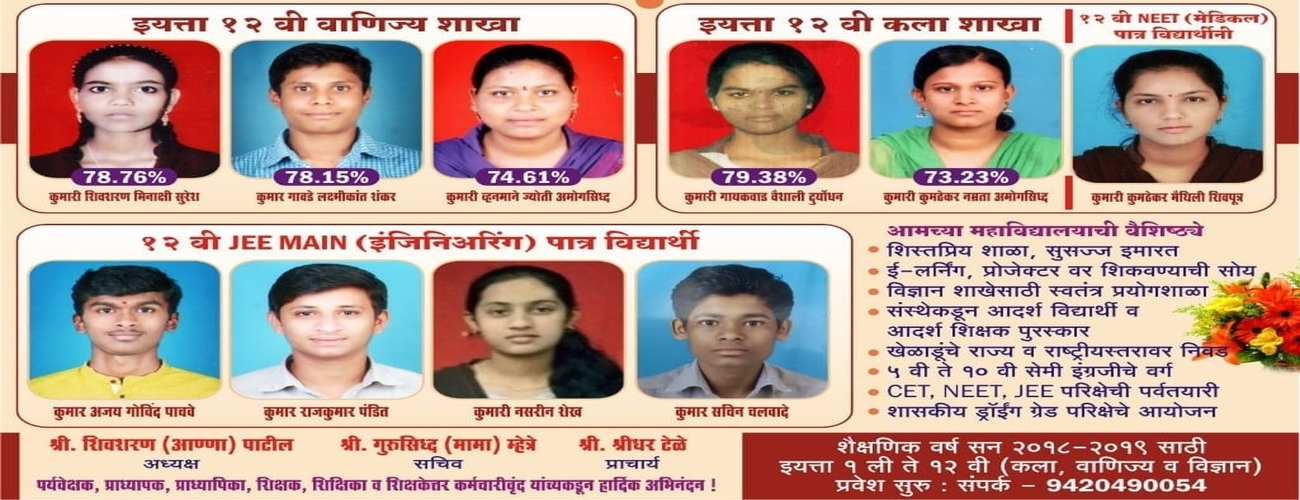 इयत्ता १२ वी वाणिज्य शाखा
78.76%
78.15%
74.61%
कुमारी शिवशरण मिनाक्षी सुरेश
कुमार गावडे लक्ष्मीकांत शंकर
कुमारी व्हनमाने ज्योती अमोगसिध्द
इयत्ता १२ वी कला शाखा
79.38%
73.23%
कुमारी गायकवाड वैशाली दुर्योधन
कुमारी कुमठेकर नम्रता अमोगसिध्द
१२ वी NEET (मेडिकल)
पात्र विद्यार्थीनी
कुमारी कुमठेकर मैथिली शिवपूत्र
१२ वी JEE MAIN (इंजिनिअरिंग) पात्र विद्यार्थी
कुमार अजय गोविंद पाववे
कुमार राजकुमार पंडित
कुमारी नसरीन शेख
कुमार सचिन चलवादे
आमच्या महाविद्यालयाची वैशिष्ठ्ये
शिस्तप्रिय शाळा, सुसज्ज इमारत
ई-लर्निंग, प्रोजेक्टर वर शिकवण्याची सोय
विज्ञान शाखेसाठी स्वतंत्र प्रयोगशाळा
संस्थेकडून आदर्श विद्यार्थी व
आदर्श शिक्षक पुरस्कार
खेळाडूंचे राज्य व राष्ट्रीयस्तरावर निवड
५ वी ते १० वी सेमी इंग्रजीचे वर्ग
CET, NEET, JEE परिक्षेची पर्वतयारी
शासकीय ड्रॉईंग ग्रेड परिक्षेचे आयोजन
श्री. शिवशरण (आण्णा) पाटील
अध्यक्ष
श्री. गुरुसिध्द (मामा) म्हेत्रे
सचिव
श्री. श्रीधर टेळे
प्राचार्य
पर्यवेक्षक, प्राध्यापक, प्राध्यापिका, शिक्षक, शिक्षिका व शिक्षकेत्तर कर्मचारीवृंद यांच्याकडून हार्दिक अभिनंदन !
शैक्षणिक वर्ष सन २०१८-२०१९ साठी
इयत्ता १ ली ते १२ वी (कला, वाणिज्य व विज्ञान)
प्रवेश सुरु : संपर्क - 9420490054